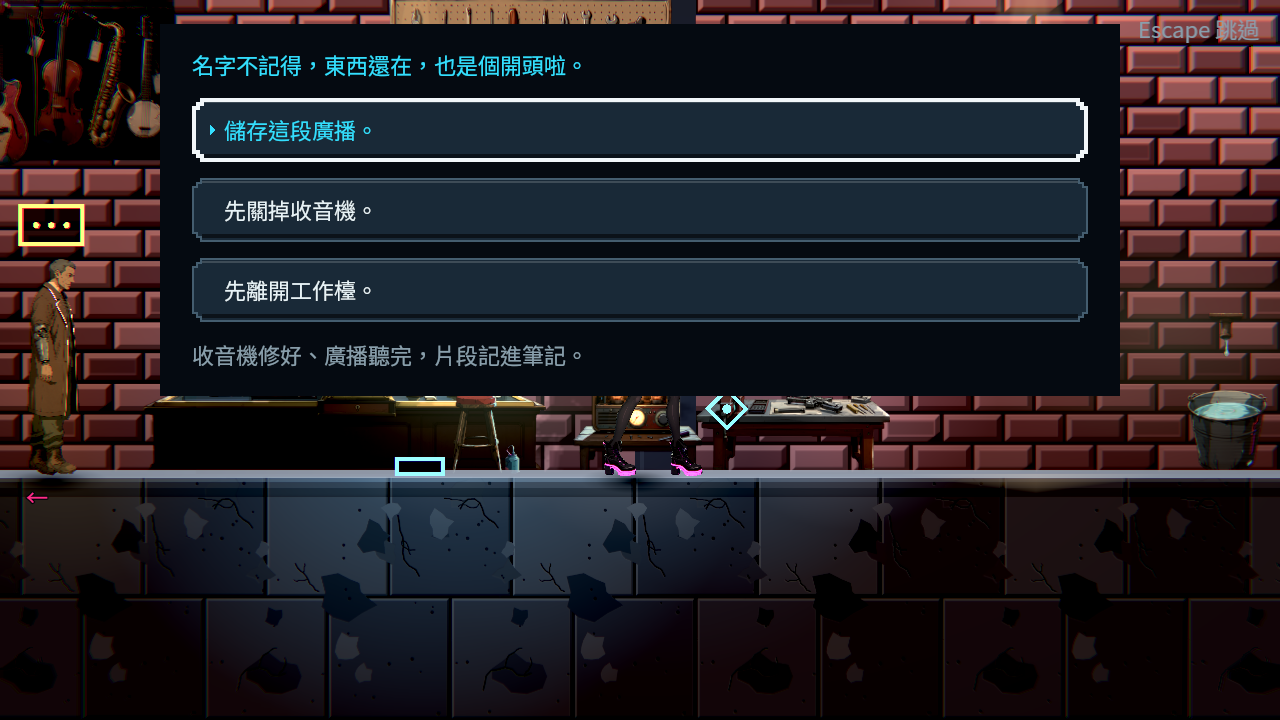 Escape 跳過
名字不記得，東西還在，也是個開頭啦。
儲存這段廣播。
先關掉收音機。
先離開工作檯。
收音機修好、廣播聽完，片段記進筆記。